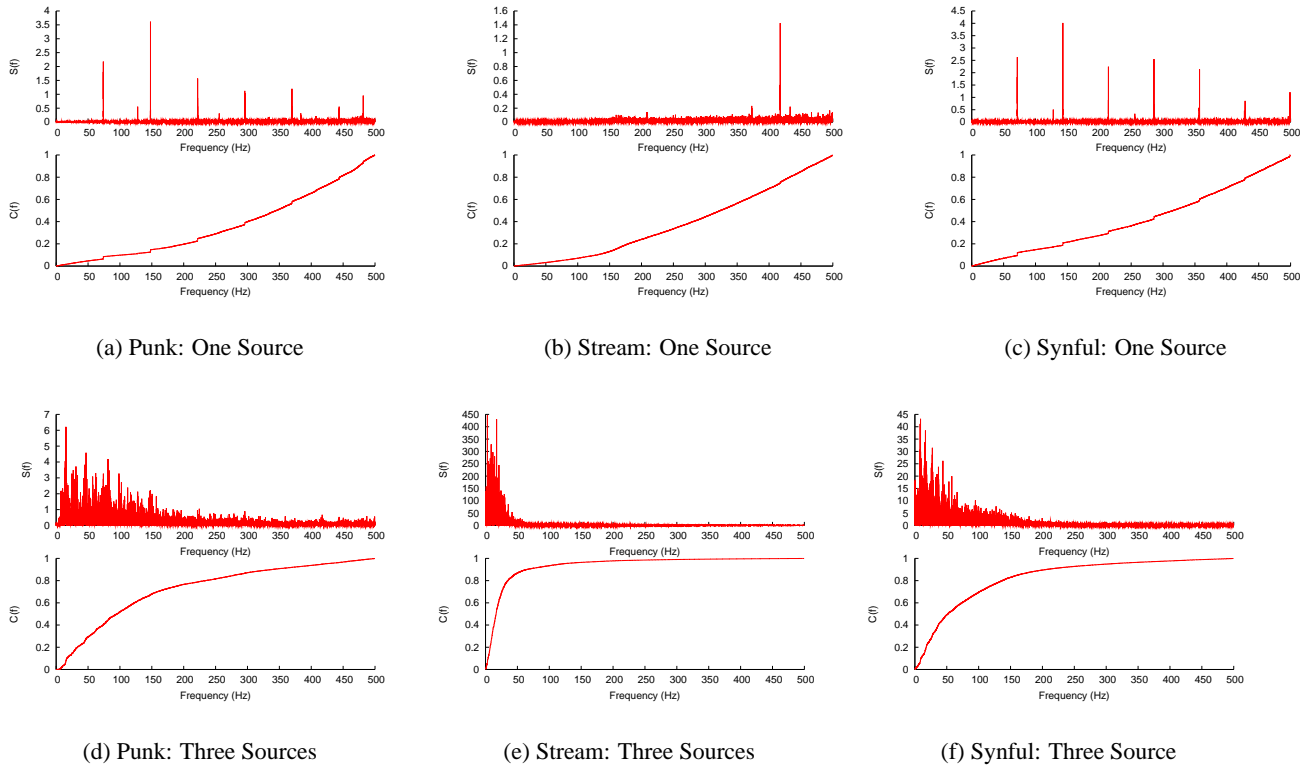 4
3.5
3
2.5
2
1.5
1
0.5
0
S(f)
0 50 100 150 200 250 300 350 400 450 500
Frequency (Hz)
1
0.8
0.6
0.4
0.2
0
C(f)
0 50 100 150 200 250 300 350 400 450 500
Frequency (Hz)
(a) Punk: One Source
1.6
1.4
1.2
1
0.8
0.6
0.4
0.2
0
S(f)
0 50 100 150 200 250 300 350 400 450 500
Frequency (Hz)
1
0.8
0.6
0.4
0.2
0
C(f)
0 50 100 150 200 250 300 350 400 450 500
Frequency (Hz)
(b) Stream: One Source
4.5
4
3.5
3
2.5
2
1.5
1
0.5
0
S(f)
0 50 100 150 200 250 300 350 400 450 500
Frequency (Hz)
1
0.8
0.6
0.4
0.2
0
C(f)
0 50 100 150 200 250 300 350 400 450 500
Frequency (Hz)
(c) Synful: One Source
7
6
5
4
3
2
1
0
S(f)
0 50 100 150 200 250 300 350 400 450 500
Frequency (Hz)
1
0.8
0.6
0.4
0.2
0
C(f)
0 50 100 150 200 250 300 350 400 450 500
Frequency (Hz)
(d) Punk: Three Sources
450
400
350
300
250
200
150
100
50
0
S(f)
0 50 100 150 200 250 300 350 400 450 500
Frequency (Hz)
1
0.8
0.6
0.4
0.2
0
C(f)
0 50 100 150 200 250 300 350 400 450 500
Frequency (Hz)
(e) Stream: Three Sources
45
40
35
30
25
20
15
10
5
0
S(f)
0 50 100 150 200 250 300 350 400 450 500
Frequency (Hz)
1
0.8
0.6
0.4
0.2
0
C(f)
0 50 100 150 200 250 300 350 400 450 500
Frequency (Hz)
(f) Synful: Three Source